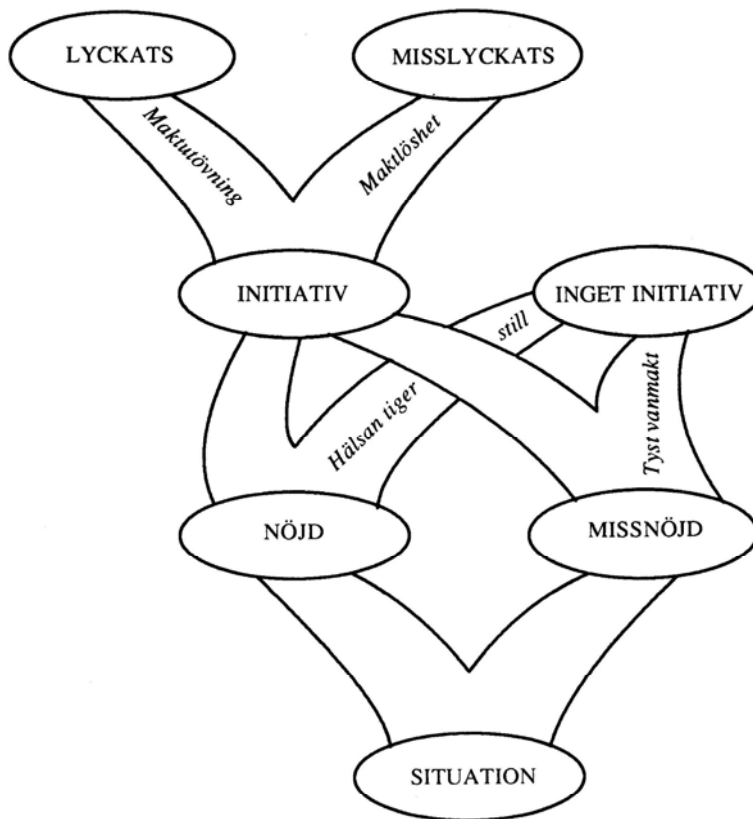 LYCKATS
MISSLYCKATS
Maktutövning
Maktlöshet
INITIATIV
INGET INITIATIV
Hälsan tiger still
Tyst vanmakt
NÖJD
MISSNÖJD
SITUATION